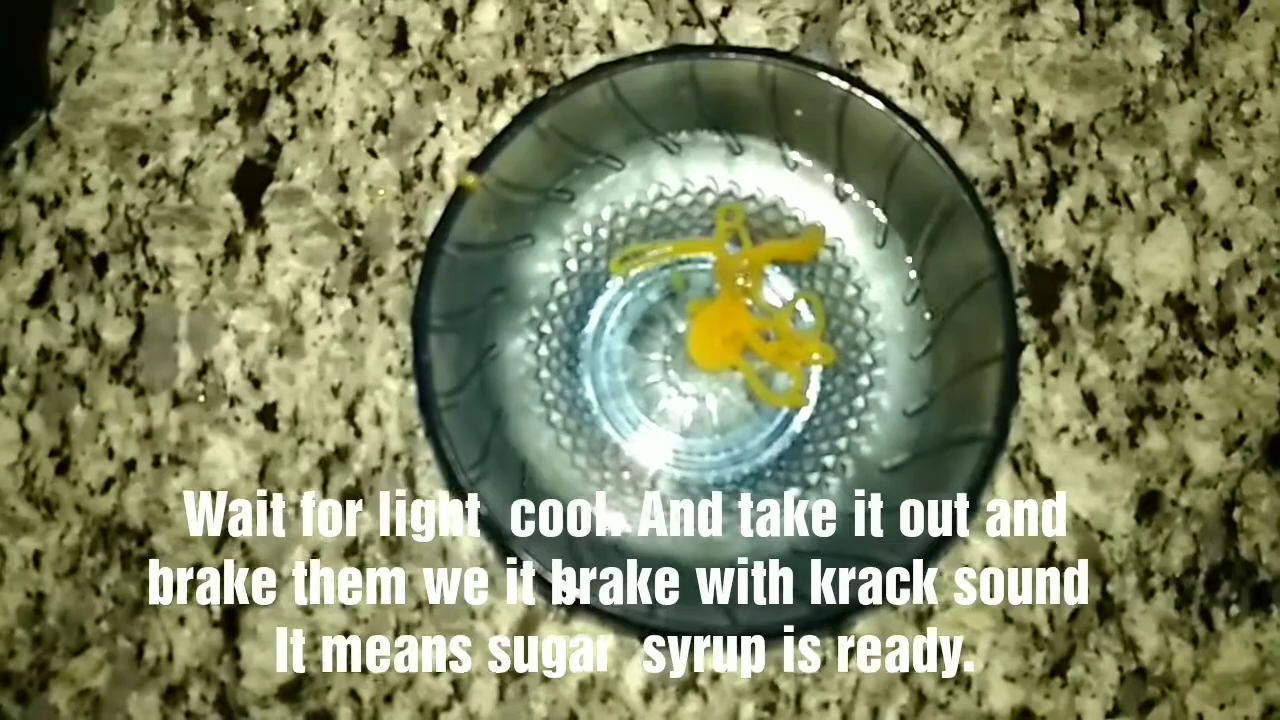 Wait for light cool. And take it out and
brake them we it brake with krack sound
It means sugar syrup is ready.